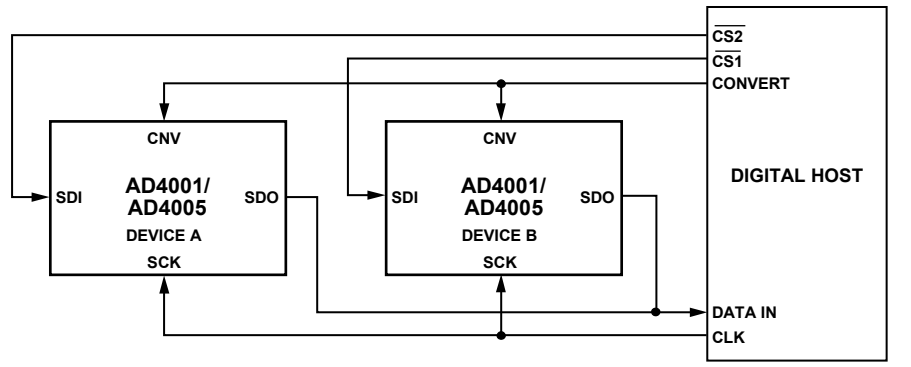 CS2
CS1
CONVERT
CNV
CNV
AD4001/
AD4005
AD4001/
AD4005
DIGITAL HOST
SDI
SDO
SDI
SDO
DEVICE A
DEVICE B
SCK
SCK
DATA IN
CLK